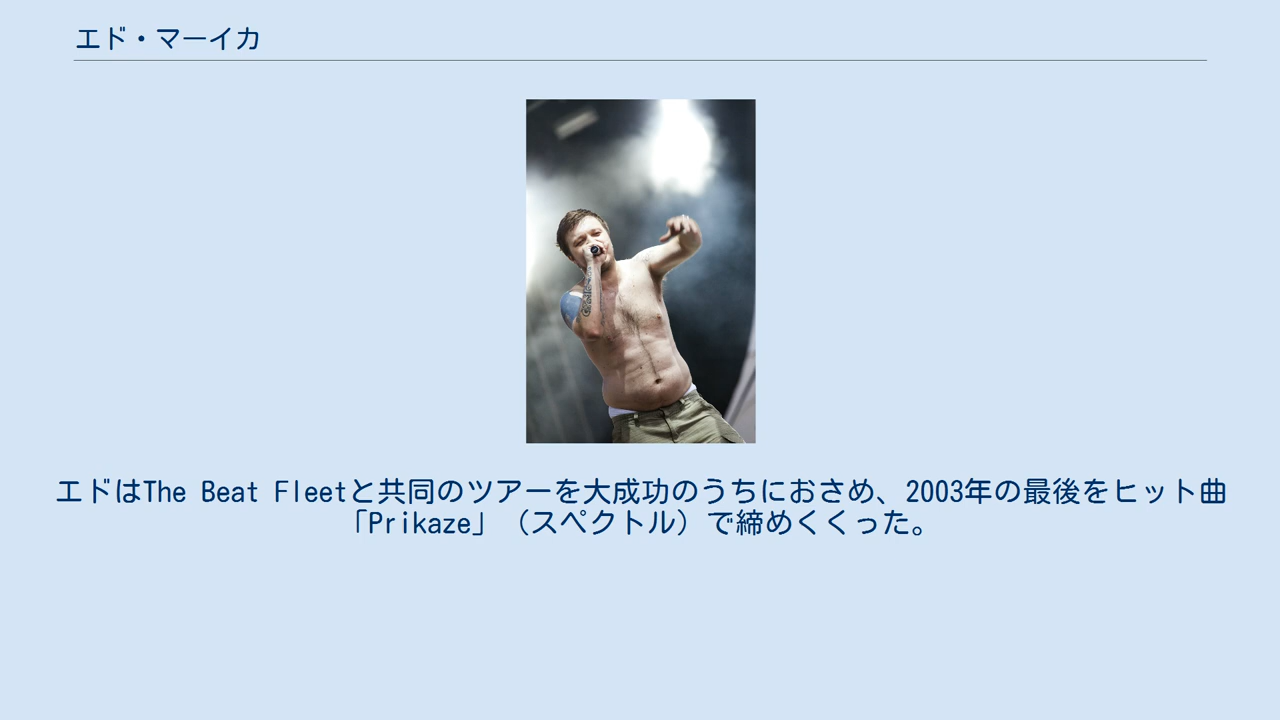 エド・マーイカ
エドはThe Beat Fleetと共同のツアーを大成功のうちにおさめ、2003年の最後をヒット曲
「Prikaze」（スペクトル）で締めくくった。